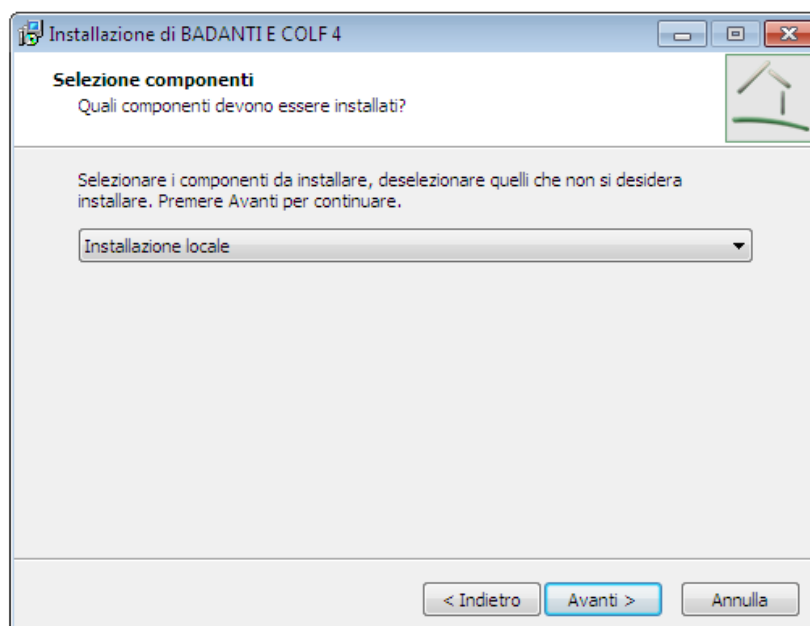 Installazione di BADANTI E COLF 4
Selezione componenti
Quali componenti devono essere installati?
Selezionare i componenti da installare, deselezionare quelli che non si desidera
installare. Premere Avanti per continuare.
Installazione locale
< Indietro
Avanti >
Annulla